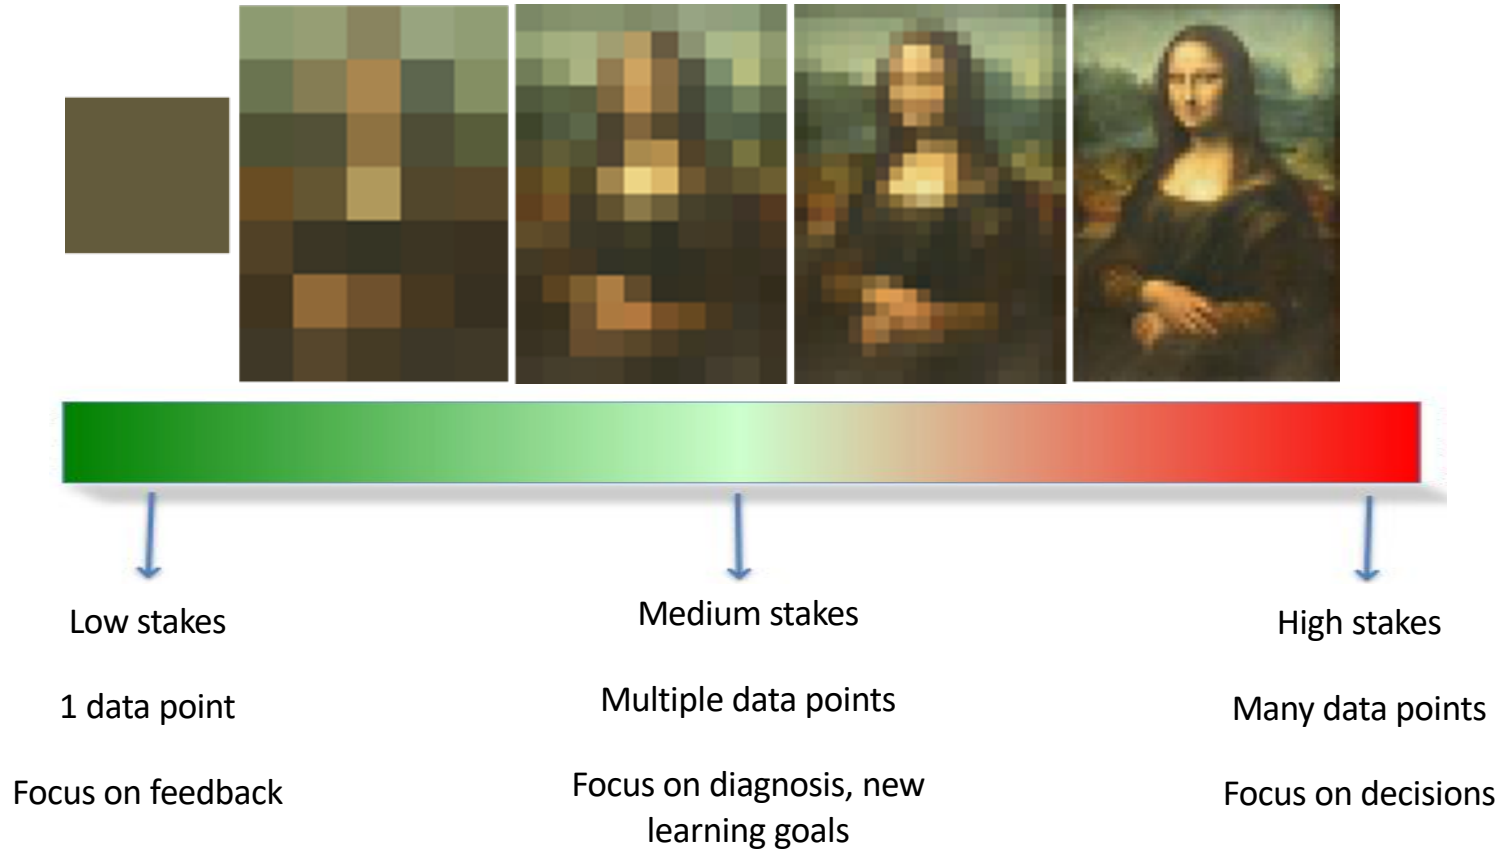 Low stakes
1 data point
Focus on feedback
Medium stakes
Multiple data points
Focus on diagnosis, new
learning goals
High stakes
Many data points
Focus on decisions